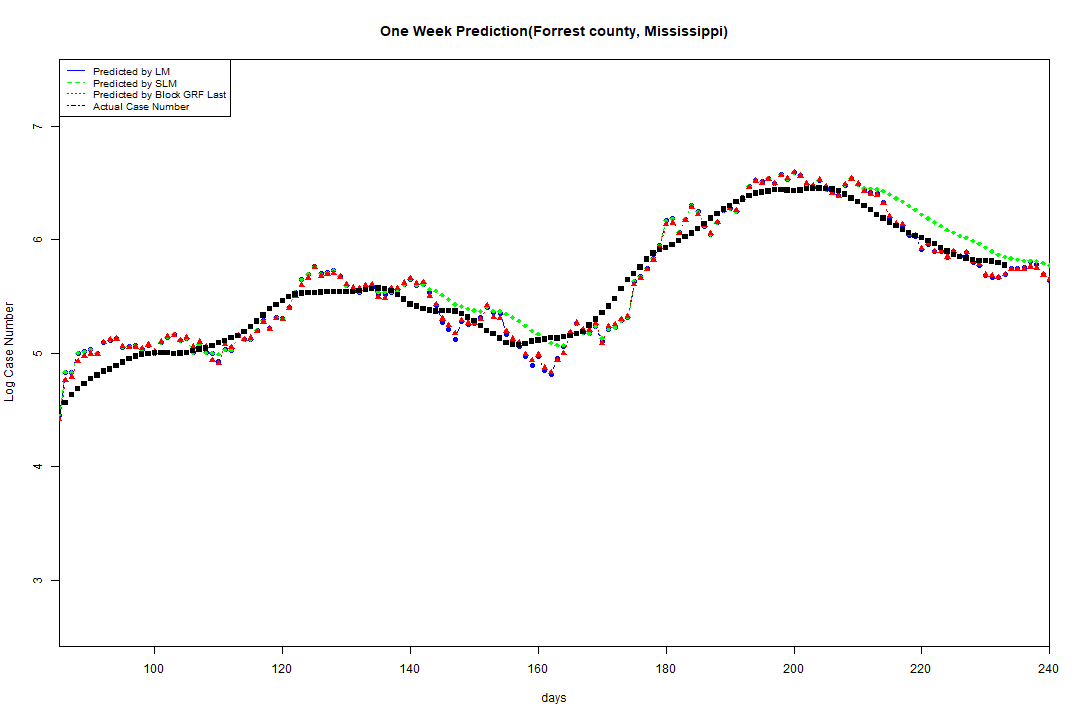 One Week Prediction(Forrest county, Mississippi)
Predicted by LM
Predicted by SLM
Predicted by Block GRF Last
Actual Case Number
7
6
5
4
3
Log Case Number
100 120 140 160 180 200 220 240
days